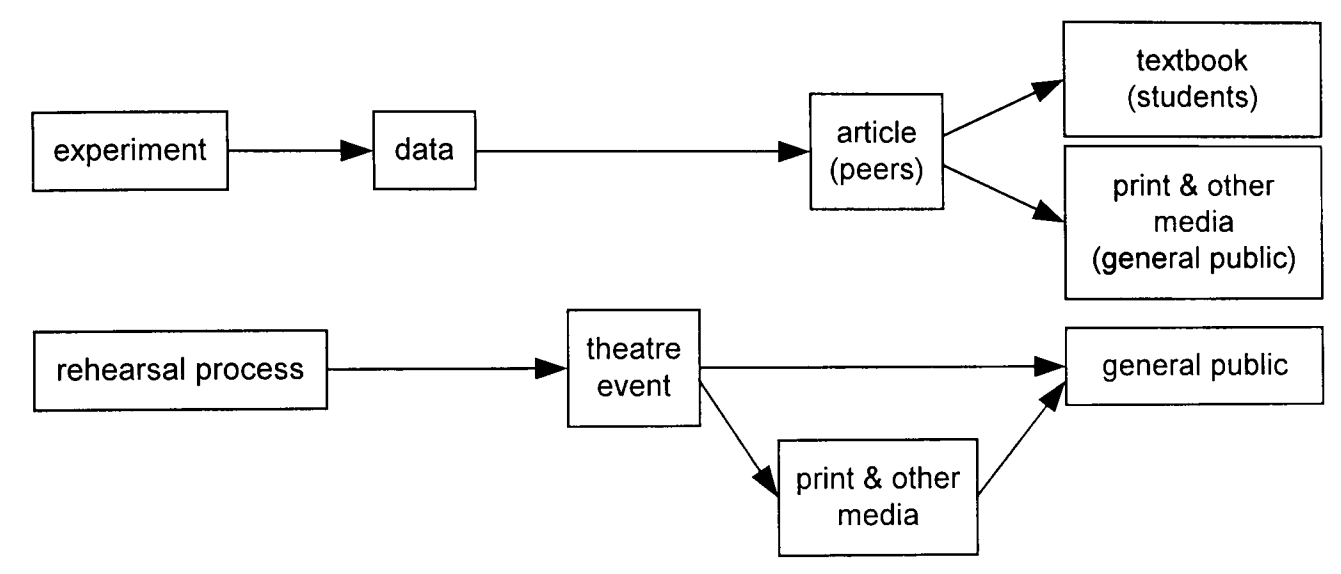 experiment
data
article
(peers)
textbook
(students)
print & other
media
(general public)
rehearsal process
theatre
event
general public
print & other
media